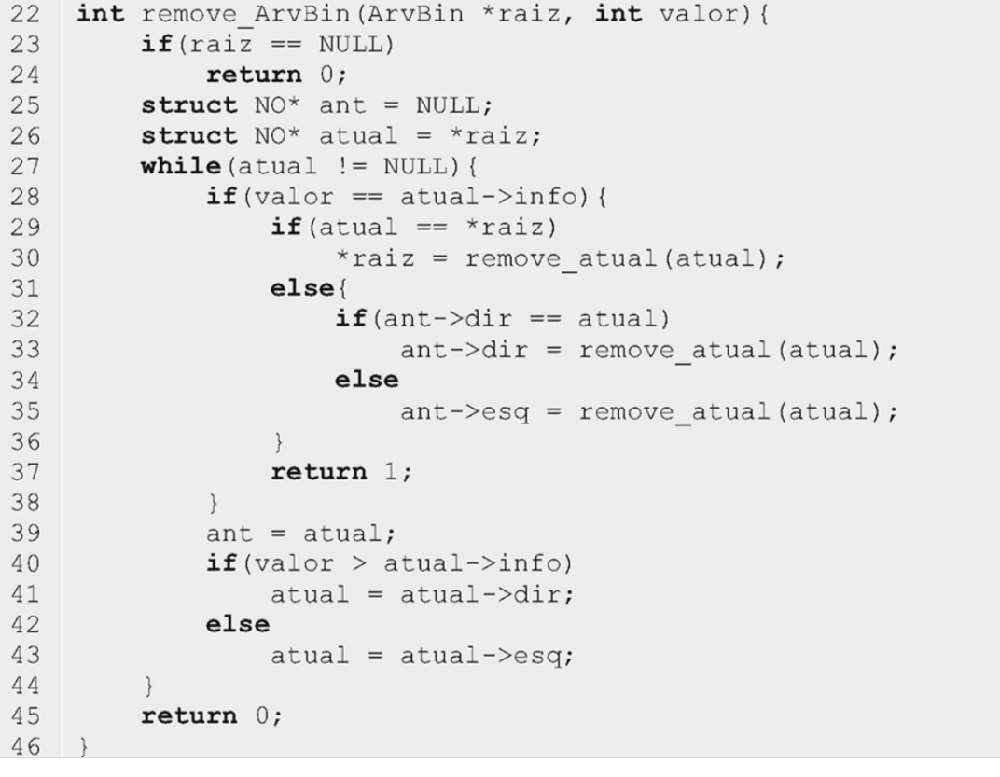 22 int remove_ArvBin(ArvBin *raiz, int valor){
23     if(raiz == NULL)
24         return 0;
25     struct NO* ant = NULL;
26     struct NO* atual = *raiz;
27     while(atual != NULL){
28         if(valor == atual->info){
29             if(atual == *raiz)
30                 *raiz = remove_atual(atual);
31             else{
32                 if(ant->dir == atual)
33                     ant->dir = remove_atual(atual);
34                 else
35                     ant->esq = remove_atual(atual);
36             }
37             return 1;
38         }
39         ant = atual;
40         if(valor > atual->info)
41             atual = atual->dir;
42         else
43             atual = atual->esq;
44     }
45     return 0;
46 }